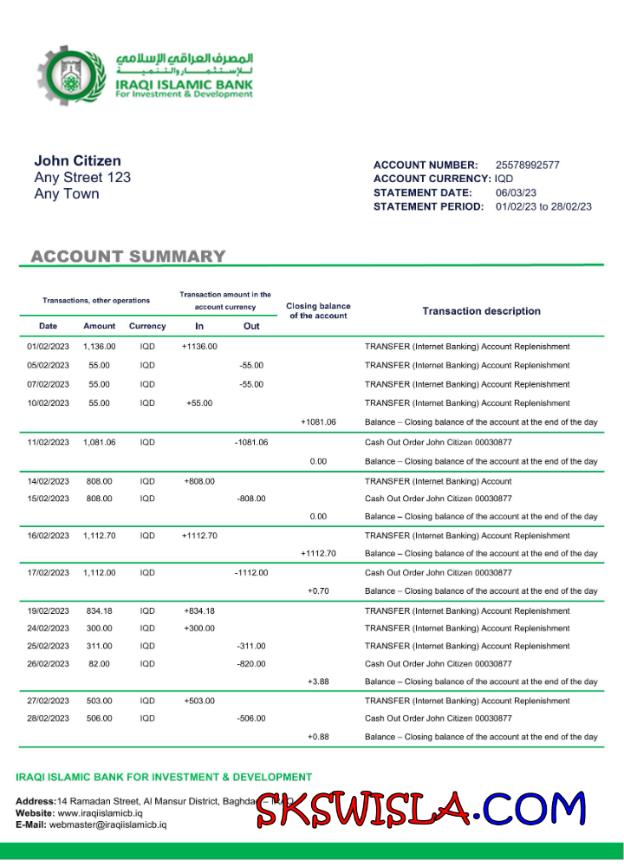 المصرف العراقي الإسلامي
للإستثمار والتنمية
IRAQI ISLAMIC BANK
For Investment & Development
John Citizen
Any Street 123
Any Town
ACCOUNT NUMBER: 25578992577
ACCOUNT CURRENCY: IQD
STATEMENT DATE: 06/03/23
STATEMENT PERIOD: 01/02/23 to 28/02/23
ACCOUNT SUMMARY
Transactions, other operations
Transaction amount in the
account currency
Closing balance
of the account
Transaction description
Date Amount Currency In Out
01/02/2023 1,136.00 IQD +1136.00 TRANSFER (Internet Banking) Account Replenishment
05/02/2023 55.00 IQD -55.00 TRANSFER (Internet Banking) Account Replenishment
07/02/2023 55.00 IQD -55.00 TRANSFER (Internet Banking) Account Replenishment
10/02/2023 55.00 IQD +55.00 TRANSFER (Internet Banking) Account Replenishment
+1081.06 Balance – Closing balance of the account at the end of the day
11/02/2023 1,081.06 IQD -1081.06 Cash Out Order John Citizen 00030877
0.00 Balance – Closing balance of the account at the end of the day
14/02/2023 808.00 IQD +808.00 TRANSFER (Internet Banking) Account
15/02/2023 808.00 IQD -808.00 Cash Out Order John Citizen 00030877
0.00 Balance – Closing balance of the account at the end of the day
16/02/2023 1,112.70 IQD +1112.70 TRANSFER (Internet Banking) Account Replenishment
+1112.70 Balance – Closing balance of the account at the end of the day
17/02/2023 1,112.00 IQD -1112.00 Cash Out Order John Citizen 00030877
+0.70 Balance – Closing balance of the account at the end of the day
19/02/2023 834.18 IQD +834.18 TRANSFER (Internet Banking) Account Replenishment
24/02/2023 300.00 IQD +300.00 TRANSFER (Internet Banking) Account Replenishment
25/02/2023 311.00 IQD -311.00 TRANSFER (Internet Banking) Account Replenishment
26/02/2023 82.00 IQD -820.00 Cash Out Order John Citizen 00030877
+3.88 Balance – Closing balance of the account at the end of the day
27/02/2023 503.00 IQD +503.00 TRANSFER (Internet Banking) Account Replenishment
28/02/2023 506.00 IQD -506.00 Cash Out Order John Citizen 00030877
+0.88 Balance – Closing balance of the account at the end of the day
IRAQI ISLAMIC BANK FOR INVESTMENT & DEVELOPMENT
Address:14 Ramadan Street, Al Mansur District, Baghdad – IRAQ
Website: www.iraqiislamicb.iq
E-Mail: webmaster@iraqiislamicb.iq
SKSWISLA.COM